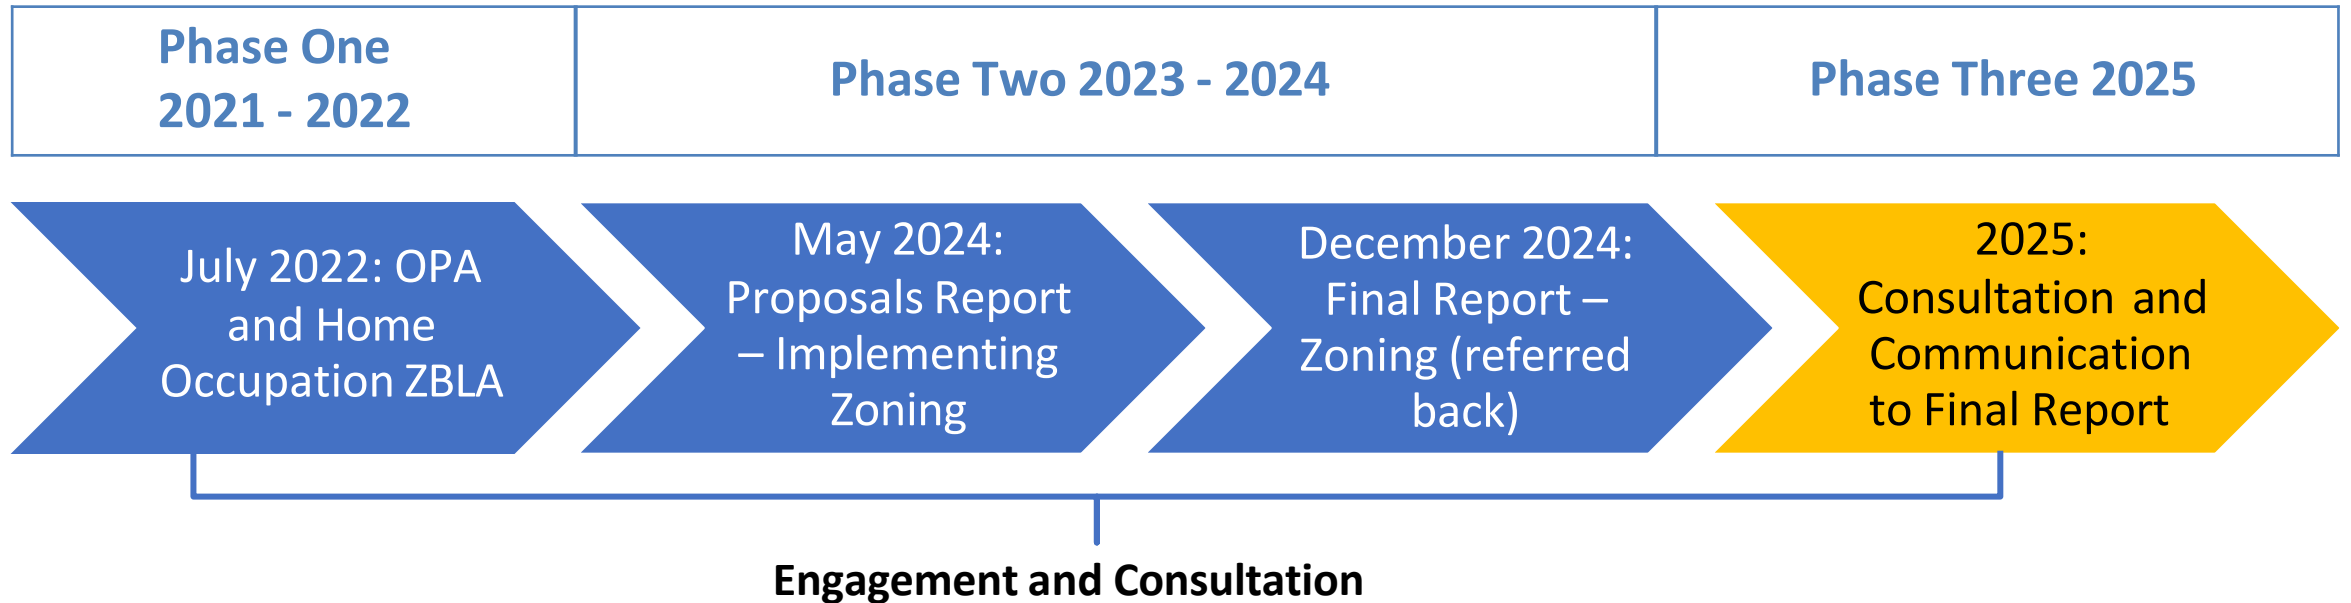 Phase One
2021 - 2022
Phase Two 2023 - 2024
Phase Three 2025
July 2022: OPA
and Home
Occupation ZBLA
May 2024:
Proposals Report
– Implementing
Zoning
December 2024:
Final Report –
Zoning (referred
back)
2025:
Consultation and
Communication
to Final Report
Engagement and Consultation